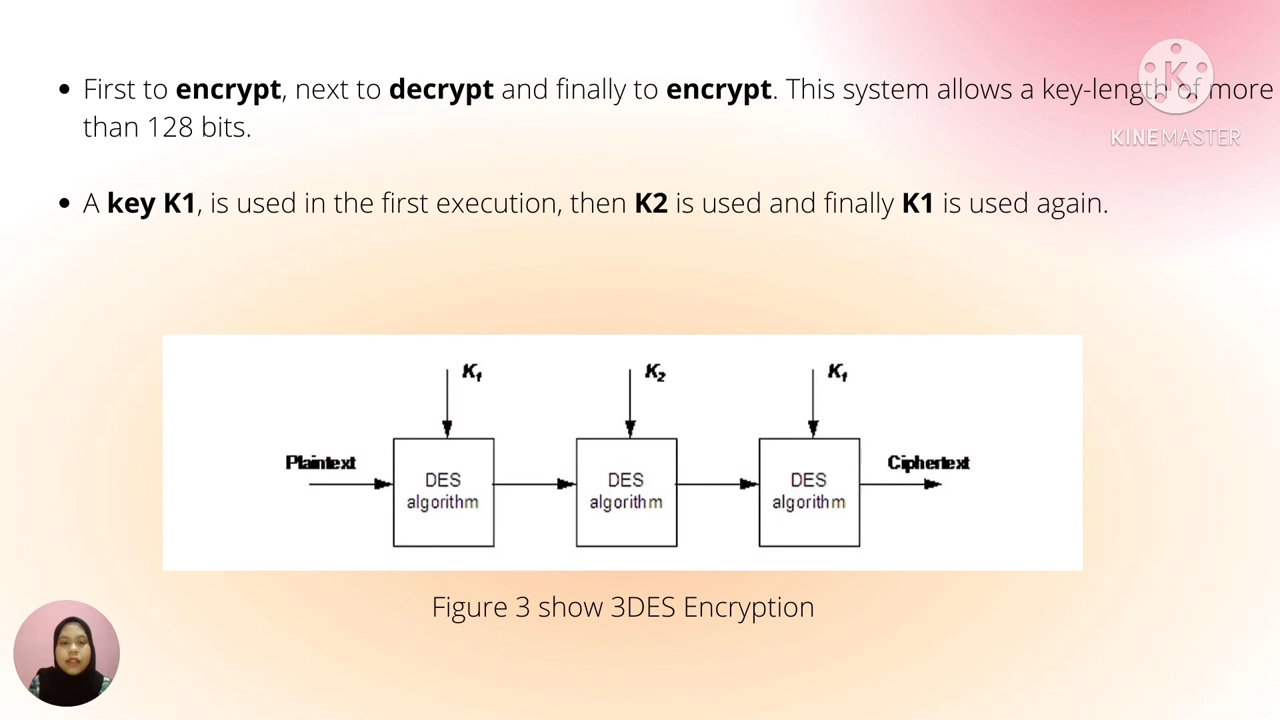 First to encrypt, next to decrypt and finally to encrypt. This system allows a key-length of more
than 128 bits.
KINEMASTER
A key K1, is used in the first execution, then K2 is used and finally K1 is used again.
K1
K2
K1
Plaintext
DES
algorithm
DES
algorithm
DES
algorithm
Ciphertext
Figure 3 show 3DES Encryption